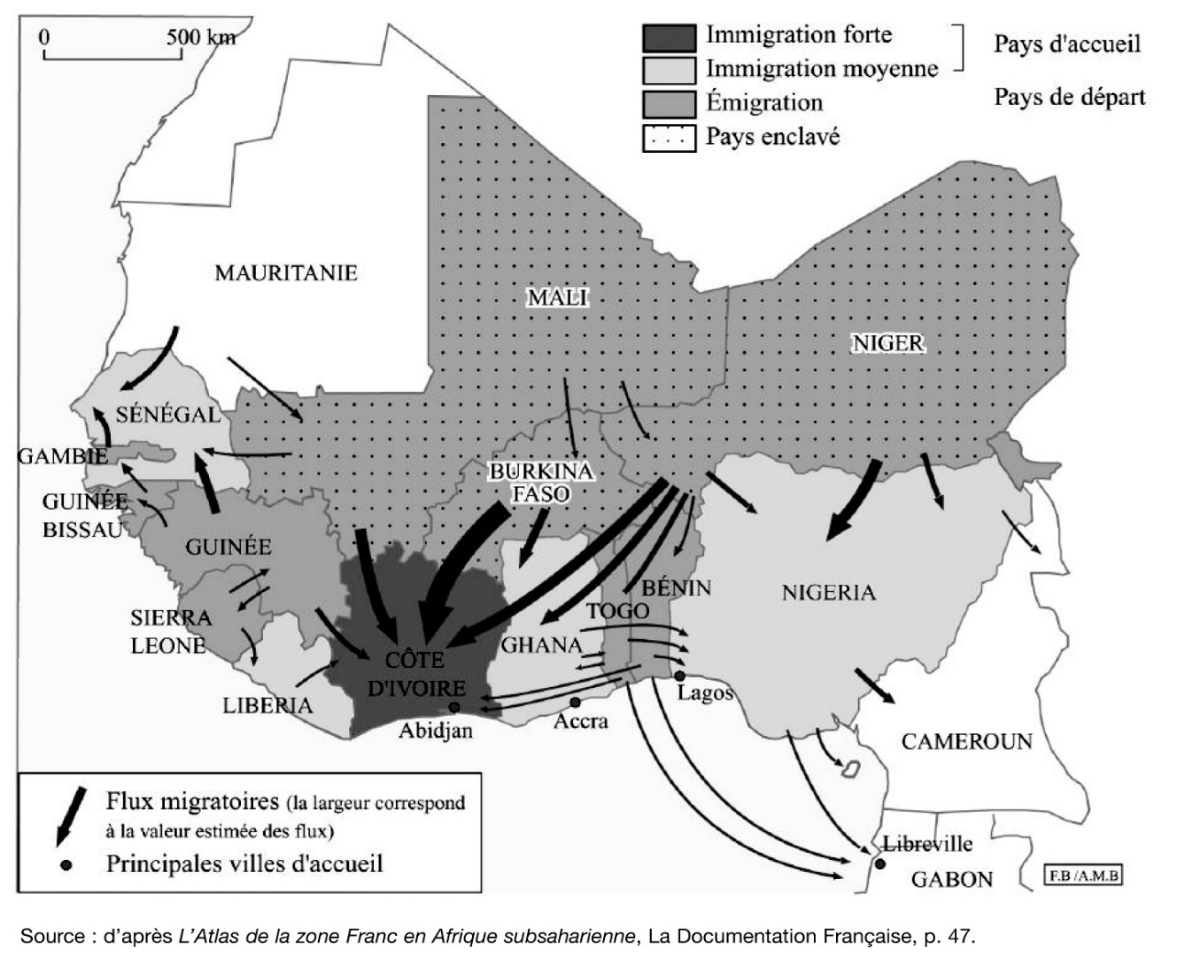 0 500 km
Immigration forte
Immigration moyenne
Pays d'accueil
Émigration
Pays de départ
Pays enclavé
MAURITANIE
MALI
NIGER
SÉNÉGAL
GAMBIE
BURKINA
FASO
GUINÉE
BISSAU
GUINÉE
BÉNIN
NIGERIA
TOGO
SIERRA
LEONE
GHANA
CÔTE
D'IVOIRE
LIBERIA
Lagos
Abidjan
Accra
CAMEROUN
Flux migratoires (la largeur correspond
à la valeur estimée des flux)
Principales villes d'accueil
Libreville
GABON
F.B /A.M.B
Source : d'après L'Atlas de la zone Franc en Afrique subsaharienne, La Documentation Française, p. 47.